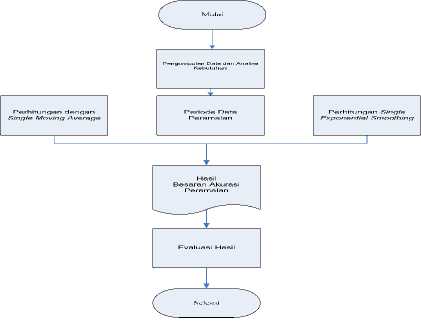 Mulai
Pengumpulan Data dan Analisa
Kebutuhan
Perhitungan dengan
Single Moving Average
Periode Data
Peramalan
Perhitungan Single
Exponential Smoothing
Hasil
Besaran Akurasi
Peramalan
Evaluasi Hasil
Selesai